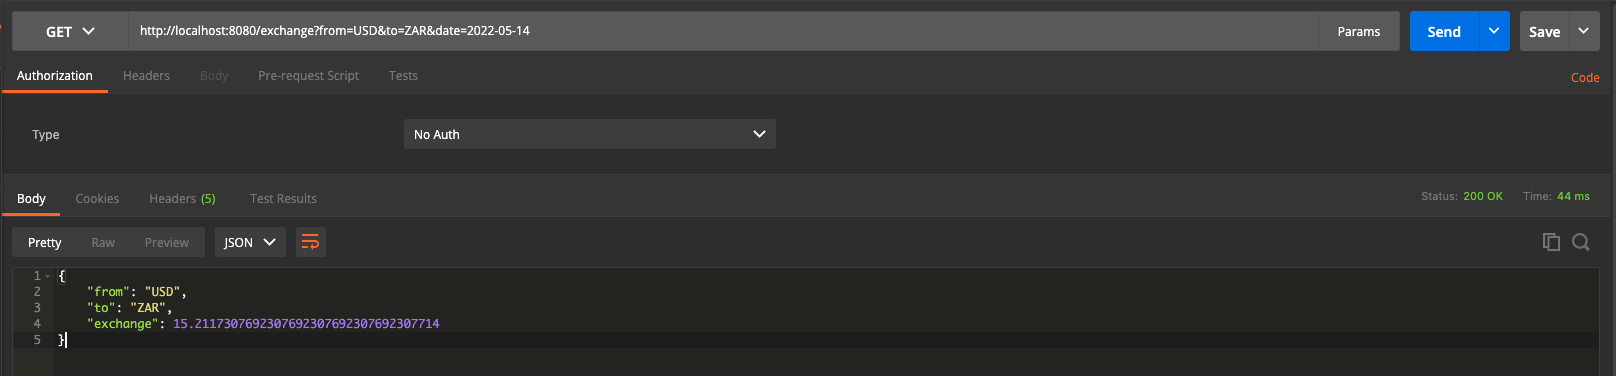 GET http://localhost:8080/exchange?from=USD&to=ZAR&date=2022-05-14 Params Send Save
Authorization Headers Body Pre-request Script Tests Code
Type No Auth
Body Cookies Headers (5) Test Results Status: 200 OK Time: 44 ms
Pretty Raw Preview JSON
1 {
2 "from": "USD",
3 "to": "ZAR",
4 "exchange": 15.2117307692307692307692307692307714
5 }